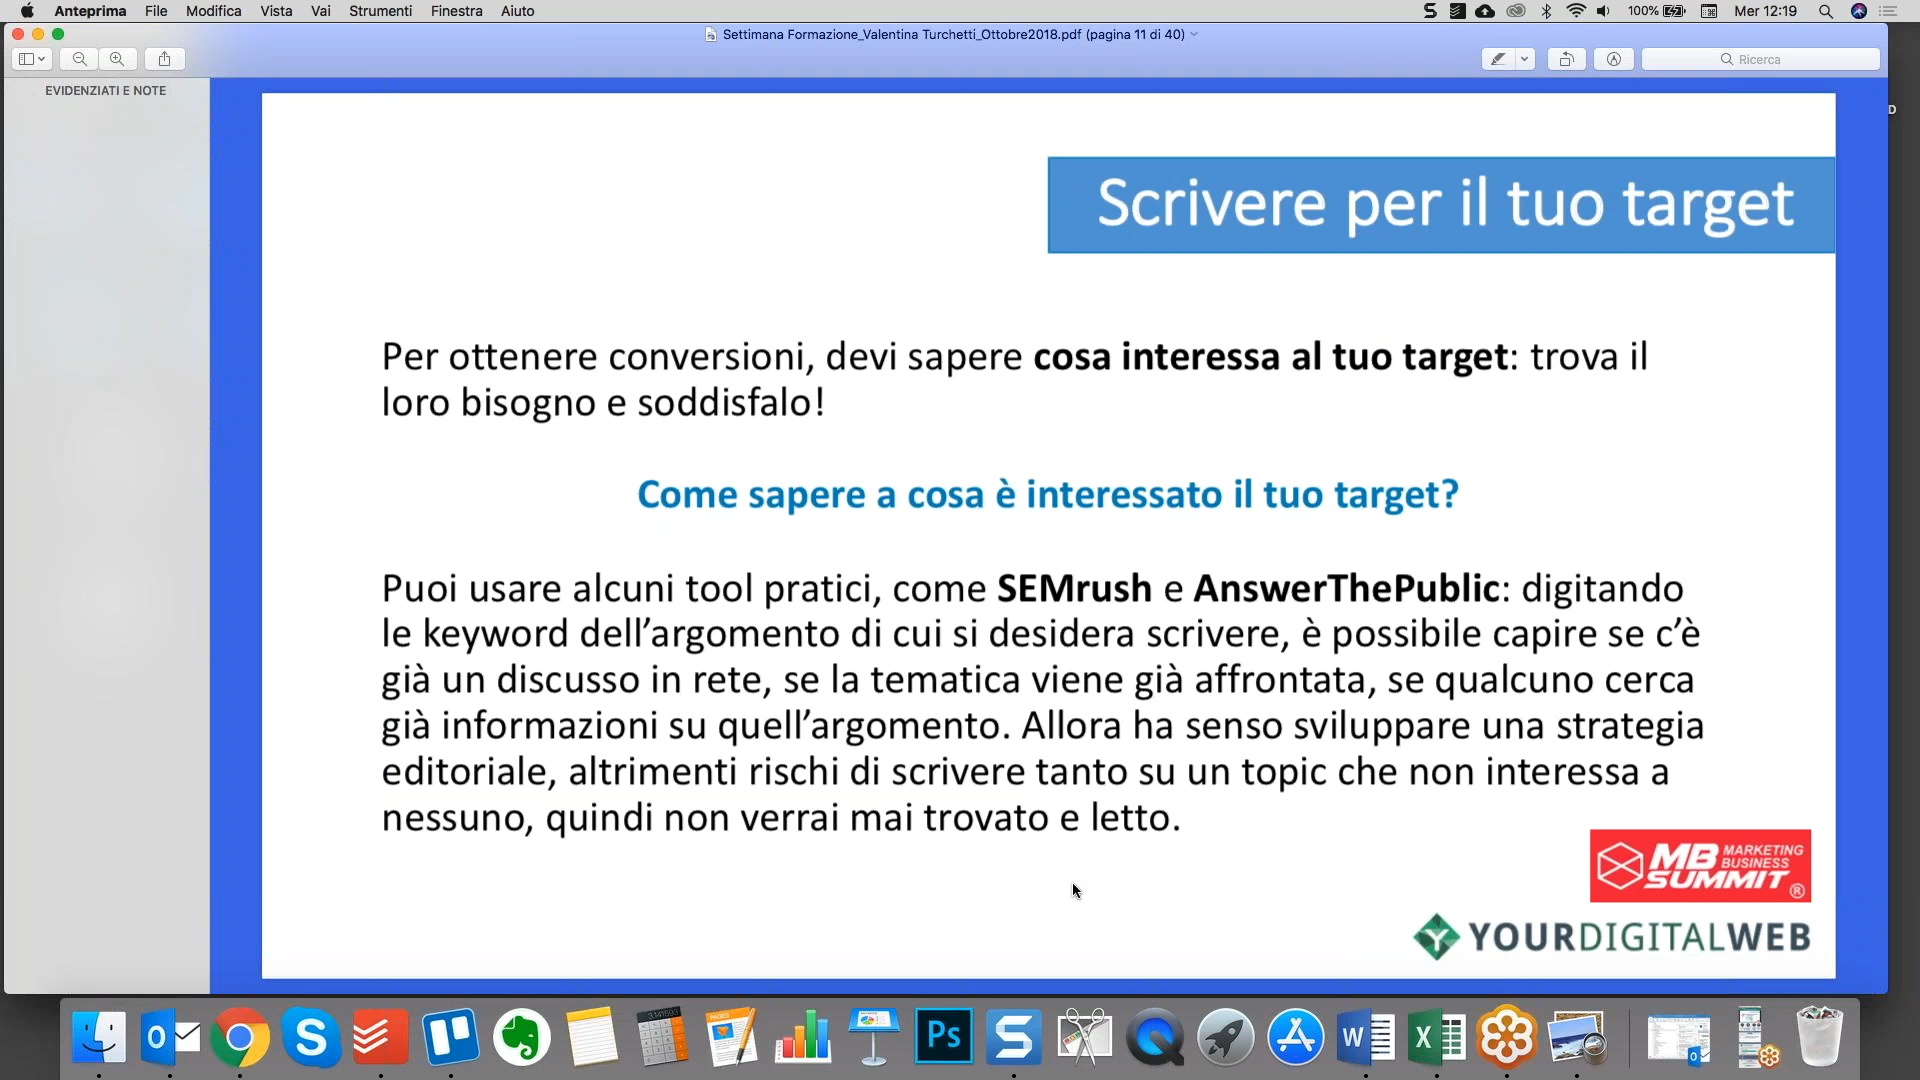 Anteprima File Modifica Vista Vai Strumenti Finestra Aiuto 100% Mer 12:19
Settimana Formazione_Valentina Turchetti_Ottobre2018.pdf (pagina 11 di 40)
Ricerca
EVIDENZIATI E NOTE
D
Scrivere per il tuo target
Per ottenere conversioni, devi sapere cosa interessa al tuo target: trova il
loro bisogno e soddisfalo!
Come sapere a cosa è interessato il tuo target?
Puoi usare alcuni tool pratici, come SEMrush e AnswerThePublic: digitando
le keyword dell’argomento di cui si desidera scrivere, è possibile capire se c’è
già un discusso in rete, se la tematica viene già affrontata, se qualcuno cerca
già informazioni su quell’argomento. Allora ha senso sviluppare una strategia
editoriale, altrimenti rischi di scrivere tanto su un topic che non interessa a
nessuno, quindi non verrai mai trovato e letto.
MB MARKETING
BUSINESS
SUMMIT ®
YOURDIGITALWEB
3.141593
PAGES
Ps